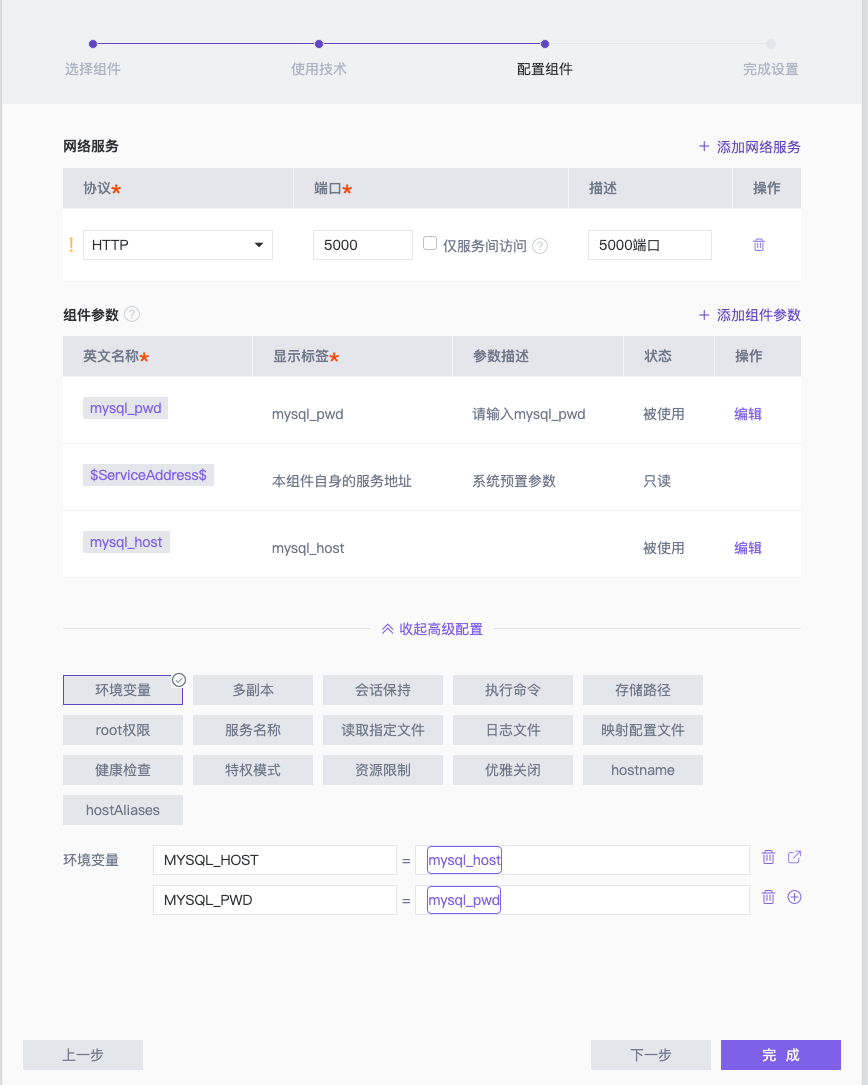 选择组件 使用技术 配置组件 完成设置
网络服务 + 添加网络服务
协议* 端口* 描述 操作
! HTTP 5000 仅服务间访问 ? 5000端口
组件参数 ? + 添加组件参数
英文名称* 显示标签* 参数描述 状态 操作
mysql_pwd mysql_pwd 请输入mysql_pwd 被使用 编辑
$ServiceAddress$ 本组件自身的服务地址 系统预置参数 只读
mysql_host mysql_host 被使用 编辑
收起高级配置
环境变量 多副本 会话保持 执行命令 存储路径
root权限 服务名称 读取指定文件 日志文件 映射配置文件
健康检查 特权模式 资源限制 优雅关闭 hostname
hostAliases
环境变量 MYSQL_HOST = mysql_host
MYSQL_PWD = mysql_pwd
上一步 下一步 完 成